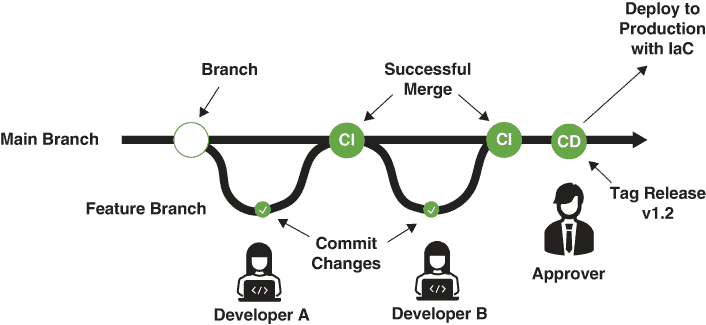 Deploy to
Production
with IaC
Branch
Successful
Merge
Main Branch
CI
CI
CD
Feature Branch
Commit
Changes
Tag Release
v1.2
</>
</>
Approver
Developer A
Developer B